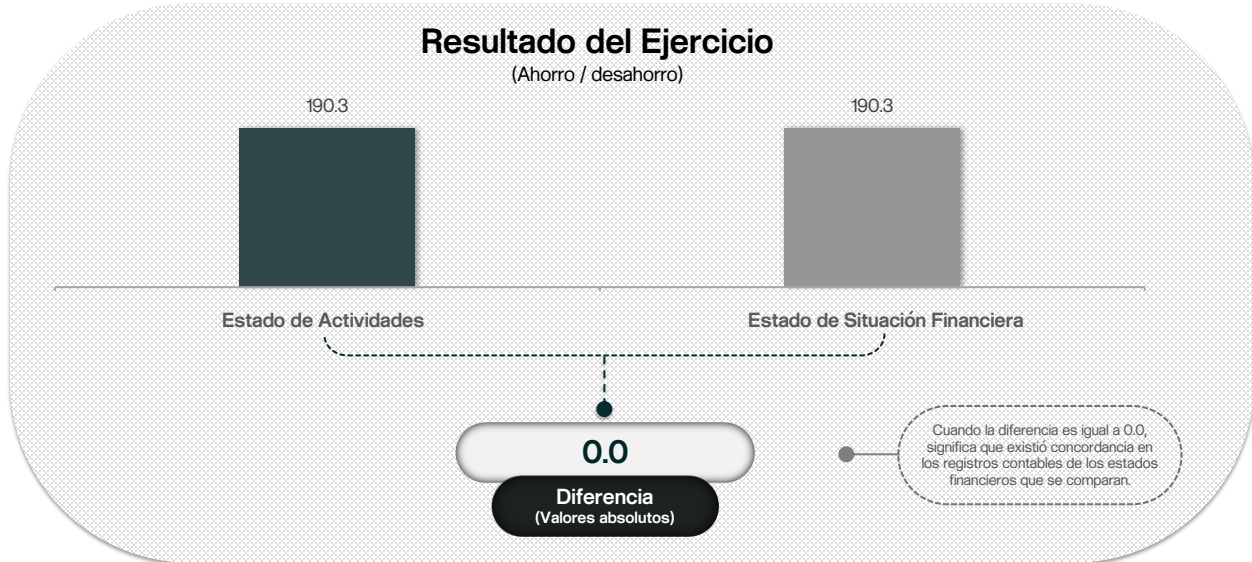 Resultado del Ejercicio
(Ahorro / desahorro)
190.3
190.3
Estado de Actividades
Estado de Situación Financiera
0.0
Diferencia
(Valores absolutos)
Cuando la diferencia es igual a 0.0,
significa que existió concordancia en
los registros contables de los estados
financieros que se comparan.